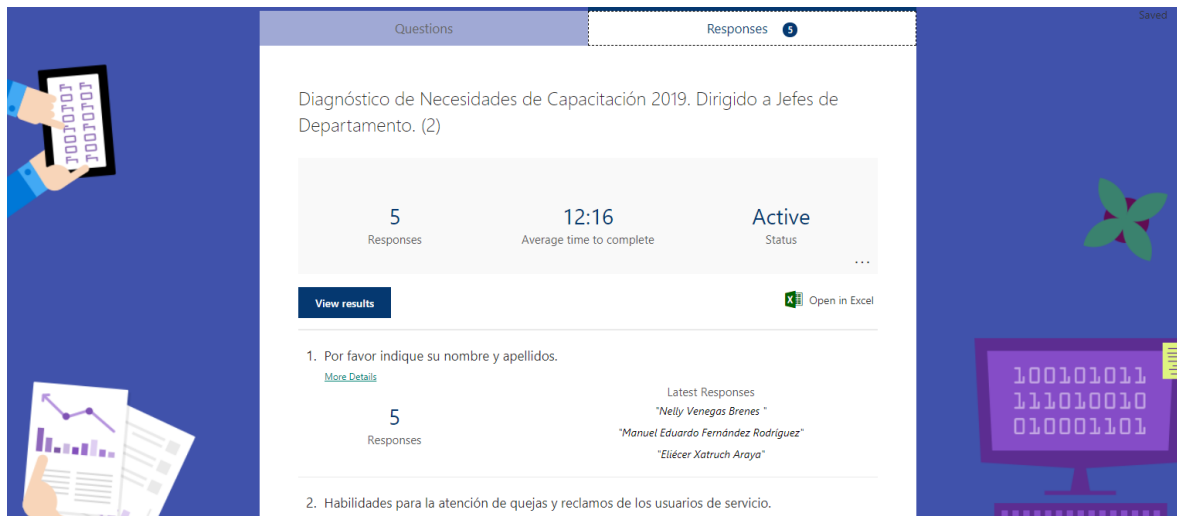 Questions
Responses 5
Saved
Diagnóstico de Necesidades de Capacitación 2019. Dirigido a Jefes de
Departamento. (2)
5
Responses
12:16
Average time to complete
Active
Status
...
View results
Open in Excel
1. Por favor indique su nombre y apellidos.
More Details
5
Responses
Latest Responses
"Nelly Venegas Brenes "
"Manuel Eduardo Fernández Rodríguez"
"Eliécer Xatruch Araya"
2. Habilidades para la atención de quejas y reclamos de los usuarios de servicio.
100101011
111010010
010001101